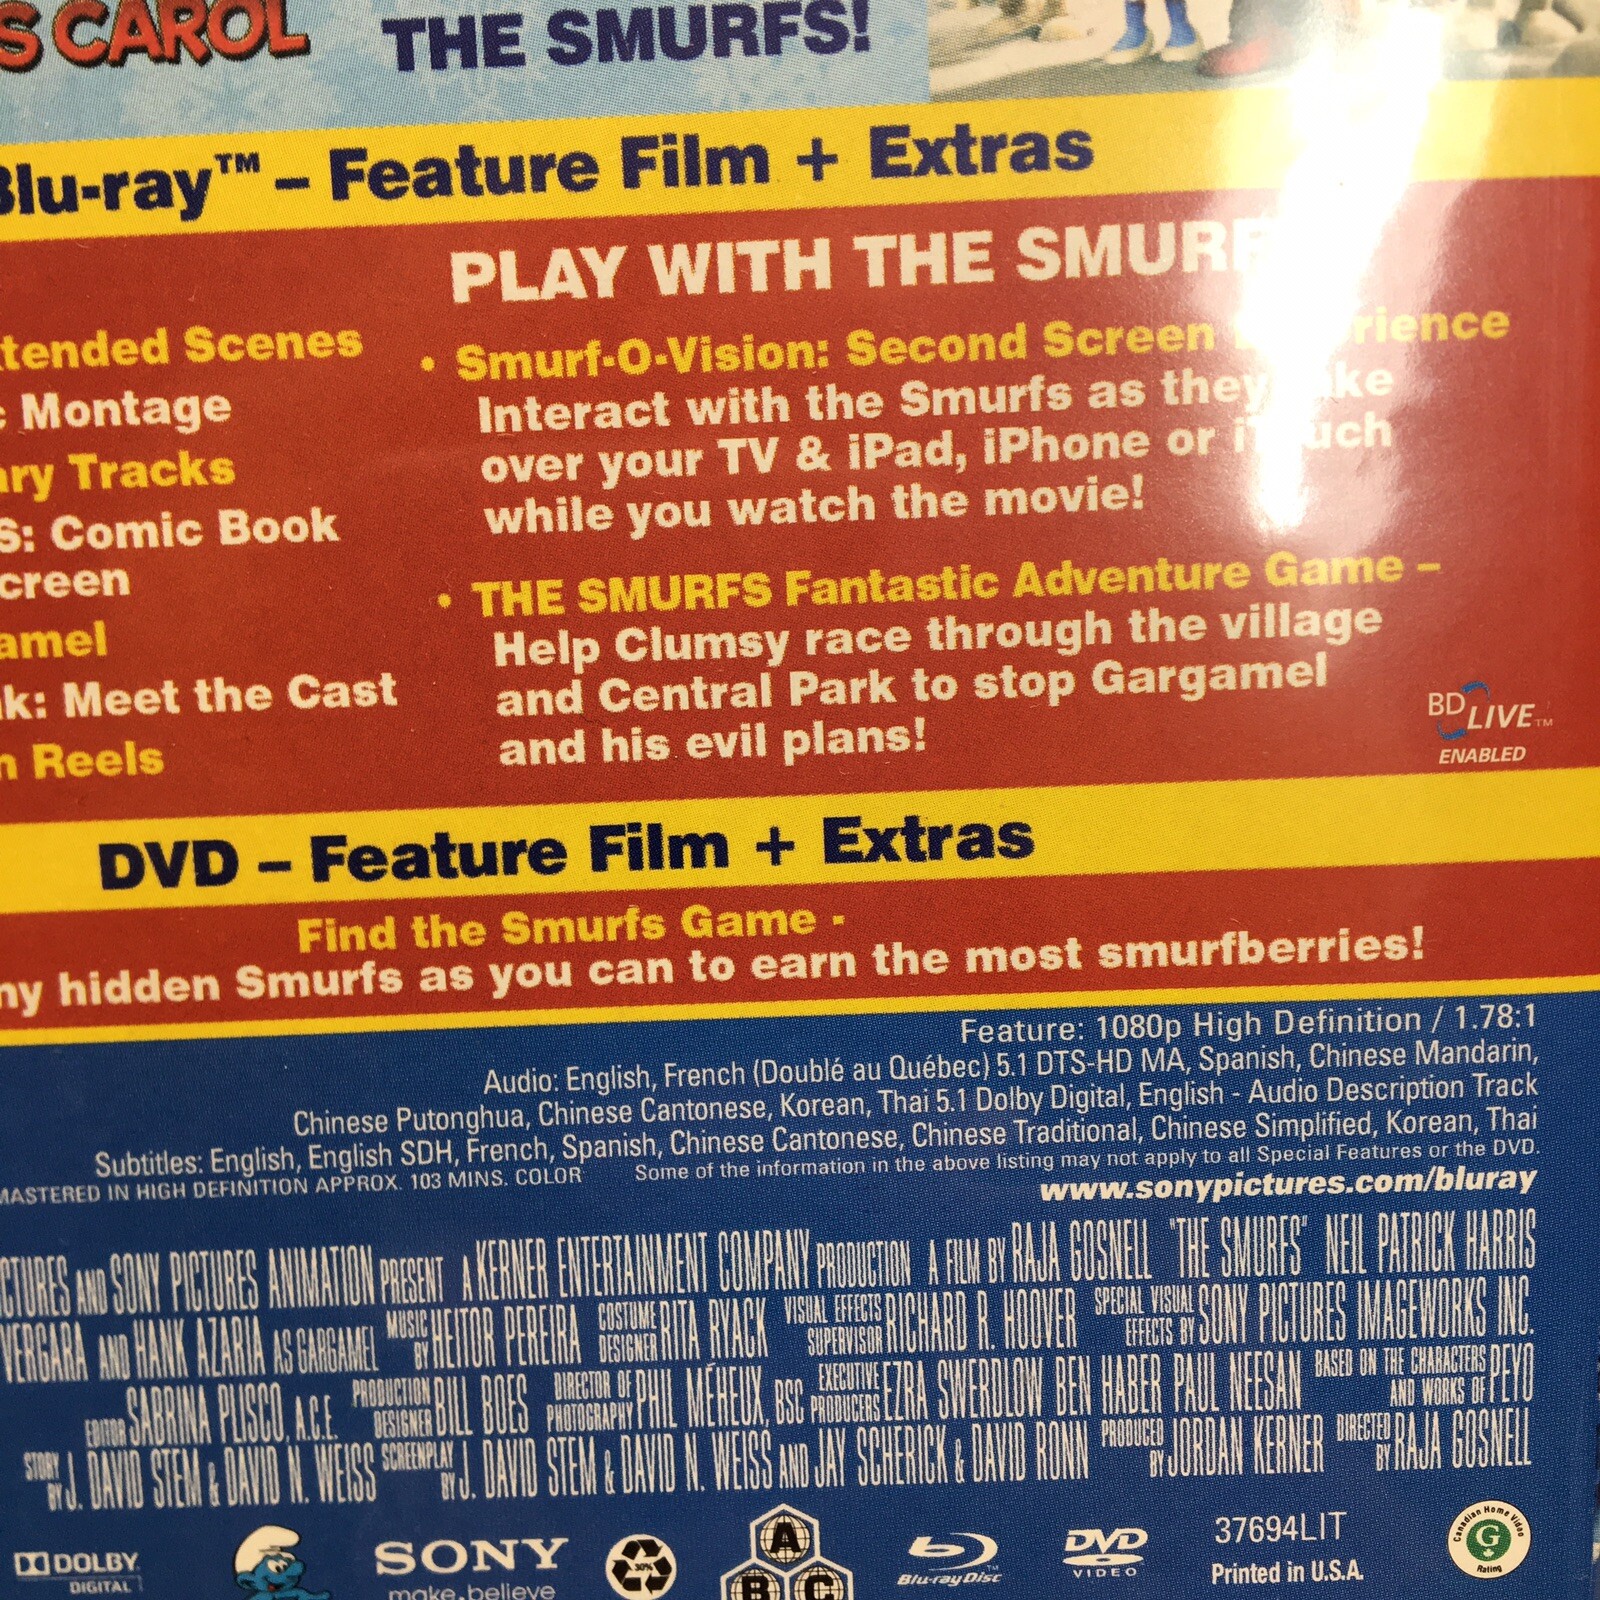 S CAROL
THE SMURFS!
Blu-ray™ – Feature Film + Extras
tended Scenes
Montage
ry Tracks
S: Comic Book
creen
amel
k: Meet the Cast
n Reels
PLAY WITH THE SMURF
• Smurf-O-Vision: Second Screen rience
Interact with the Smurfs as they ke
over your TV & iPad, iPhone or iTouch
while you watch the movie!
• THE SMURFS Fantastic Adventure Game –
Help Clumsy race through the village
and Central Park to stop Gargamel
and his evil plans!
BD LIVE™
ENABLED
DVD – Feature Film + Extras
Find the Smurfs Game -
ny hidden Smurfs as you can to earn the most smurfberries!
Feature: 1080p High Definition / 1.78:1
Audio: English, French (Doublé au Québec) 5.1 DTS-HD MA, Spanish, Chinese Mandarin,
Chinese Putonghua, Chinese Cantonese, Korean, Thai 5.1 Dolby Digital, English - Audio Description Track
Subtitles: English, English SDH, French, Spanish, Chinese Cantonese, Chinese Traditional, Chinese Simplified, Korean, Thai
MASTERED IN HIGH DEFINITION APPROX. 103 MINS. COLOR Some of the information in the above listing may not apply to all Special Features or the DVD.
www.sonypictures.com/bluray
CTURES AND SONY PICTURES ANIMATION PRESENT A KERNER ENTERTAINMENT COMPANY PRODUCTION A FILM BY RAJA GOSNELL "THE SMURFS" NEIL PATRICK HARRIS
VERGARA AND HANK AZARIA AS GARGAMEL MUSIC BY HEITOR PEREIRA COSTUME DESIGNER RITA RYACK VISUAL EFFECTS SUPERVISOR RICHARD R. HOOVER SPECIAL VISUAL EFFECTS BY SONY PICTURES IMAGEWORKS INC.
EDITOR SABRINA PLISCO, A.C.E. PRODUCTION DESIGNER BILL BOES DIRECTOR OF PHOTOGRAPHY PHIL MÉHEUX, BSC EXECUTIVE PRODUCERS EZRA SWERDLOW BEN HABER PAUL NEESAN BASED ON THE CHARACTERS AND WORKS OF PEYO
STORY BY J. DAVID STEM & DAVID N. WEISS SCREENPLAY BY J. DAVID STEM & DAVID N. WEISS AND JAY SCHERICK & DAVID RONN PRODUCED BY JORDAN KERNER DIRECTED BY RAJA GOSNELL
DOLBY
DIGITAL
SONY
make.believe
30%
A
B C
Blu-ray Disc™
DVD
VIDEO
37694LIT
Printed in U.S.A.
Canadian Home Video
G
Rating